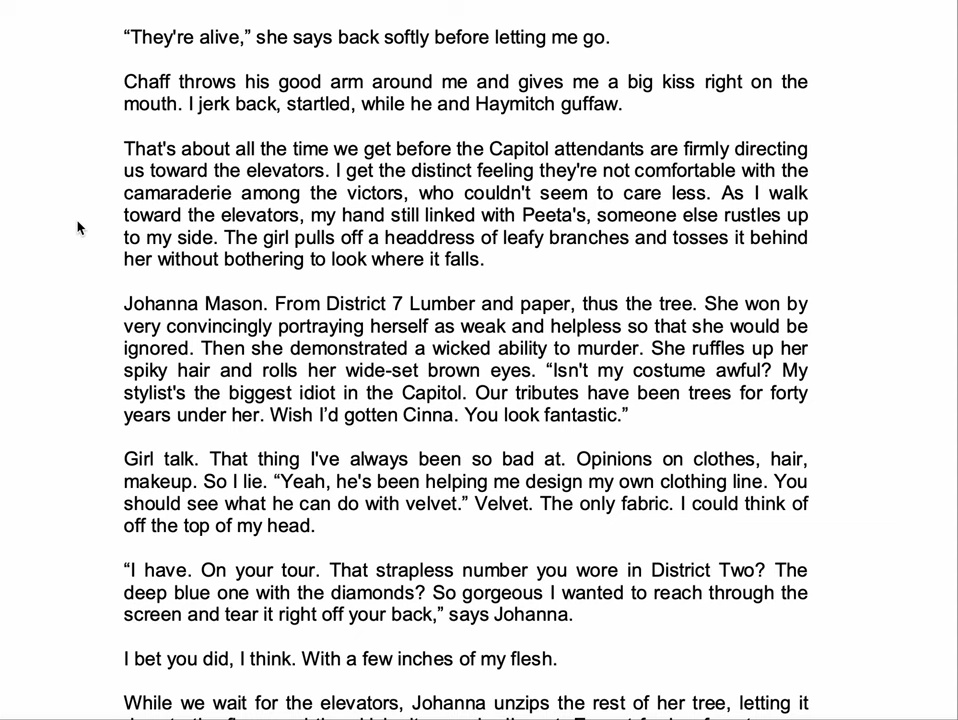 “They're alive,” she says back softly before letting me go.
Chaff throws his good arm around me and gives me a big kiss right on the
mouth. I jerk back, startled, while he and Haymitch guffaw.
That's about all the time we get before the Capitol attendants are firmly directing
us toward the elevators. I get the distinct feeling they're not comfortable with the
camaraderie among the victors, who couldn't seem to care less. As I walk
toward the elevators, my hand still linked with Peeta's, someone else rustles up
to my side. The girl pulls off a headdress of leafy branches and tosses it behind
her without bothering to look where it falls.
Johanna Mason. From District 7 Lumber and paper, thus the tree. She won by
very convincingly portraying herself as weak and helpless so that she would be
ignored. Then she demonstrated a wicked ability to murder. She ruffles up her
spiky hair and rolls her wide-set brown eyes. “Isn't my costume awful? My
stylist's the biggest idiot in the Capitol. Our tributes have been trees for forty
years under her. Wish I’d gotten Cinna. You look fantastic.”
Girl talk. That thing I've always been so bad at. Opinions on clothes, hair,
makeup. So I lie. “Yeah, he's been helping me design my own clothing line. You
should see what he can do with velvet.” Velvet. The only fabric. I could think of
off the top of my head.
“I have. On your tour. That strapless number you wore in District Two? The
deep blue one with the diamonds? So gorgeous I wanted to reach through the
screen and tear it right off your back,” says Johanna.
I bet you did, I think. With a few inches of my flesh.
While we wait for the elevators, Johanna unzips the rest of her tree, letting it